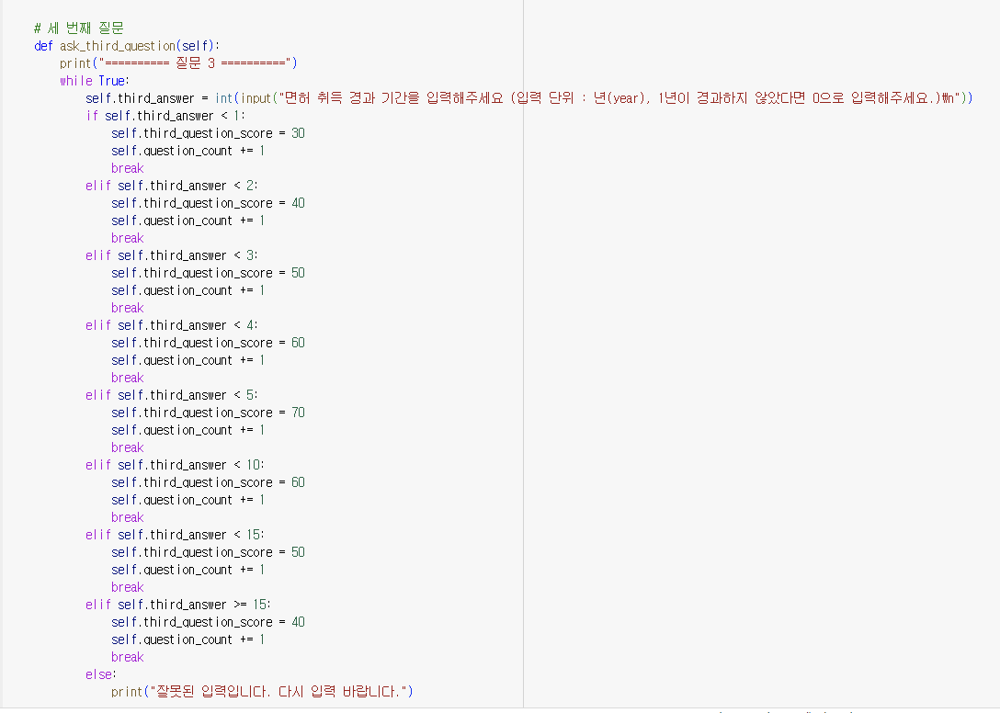 # 세 번째 질문
def ask_third_question(self):
    print("========== 질문 3 ==========")
    while True:
        self.third_answer = int(input("면허 취득 경과 기간을 입력해주세요 (입력 단위 : 년(year), 1년이 경과하지 않았다면 0으로 입력해주세요.)\n"))
        if self.third_answer < 1:
            self.third_question_score = 30
            self.question_count += 1
            break
        elif self.third_answer < 2:
            self.third_question_score = 40
            self.question_count += 1
            break
        elif self.third_answer < 3:
            self.third_question_score = 50
            self.question_count += 1
            break
        elif self.third_answer < 4:
            self.third_question_score = 60
            self.question_count += 1
            break
        elif self.third_answer < 5:
            self.third_question_score = 70
            self.question_count += 1
            break
        elif self.third_answer < 10:
            self.third_question_score = 60
            self.question_count += 1
            break
        elif self.third_answer < 15:
            self.third_question_score = 50
            self.question_count += 1
            break
        elif self.third_answer >= 15:
            self.third_question_score = 40
            self.question_count += 1
            break
        else:
            print("잘못된 입력입니다. 다시 입력 바랍니다.")